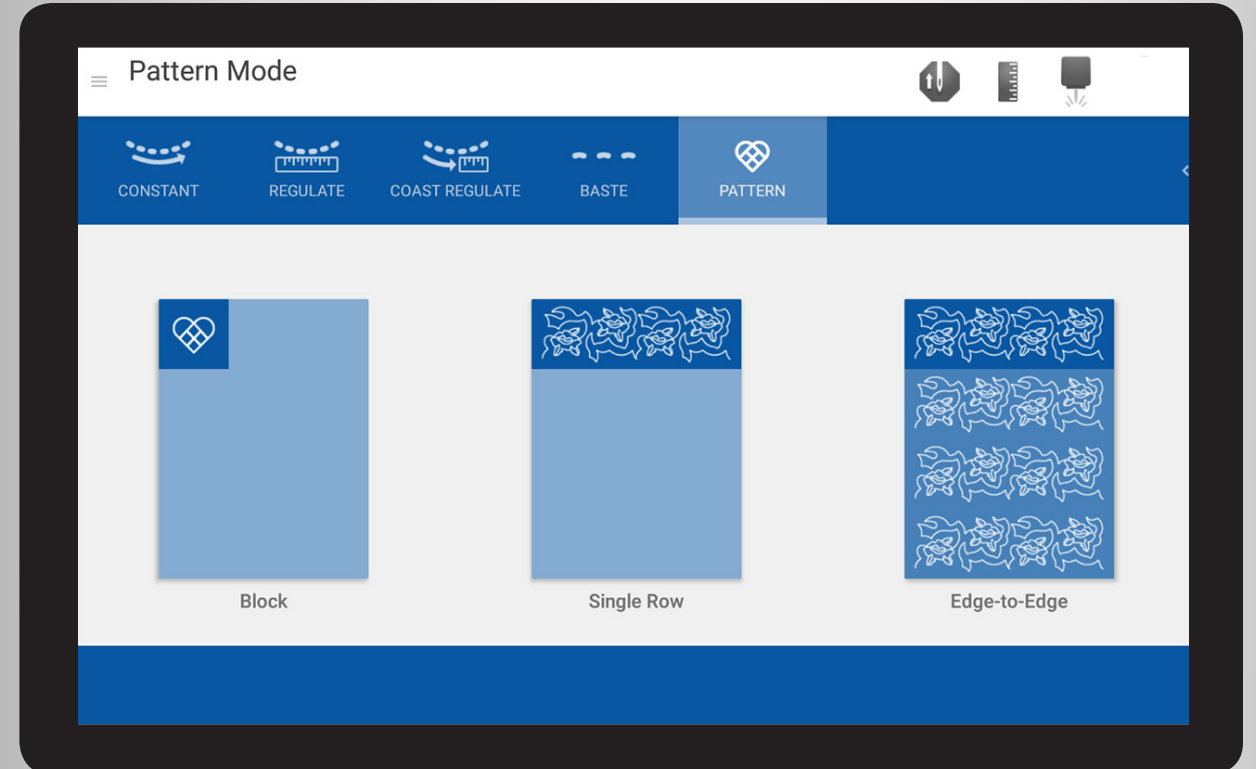 Pattern Mode
CONSTANT
REGULATE
COAST REGULATE
BASTE
PATTERN
Block
Single Row
Edge-to-Edge